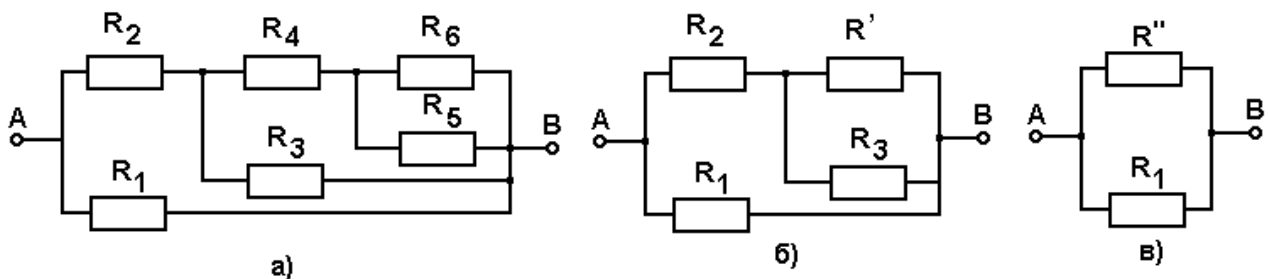 R2 R4 R6
A
R5 B
R3
R1
а)
R2 R'
A B
R3
R1
б)
R"
A B
R1
в)